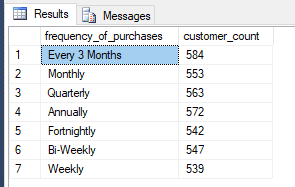 Results Messages
frequency_of_purchases customer_count
1 Every 3 Months 584
2 Monthly 553
3 Quarterly 563
4 Annually 572
5 Fortnightly 542
6 Bi-Weekly 547
7 Weekly 539